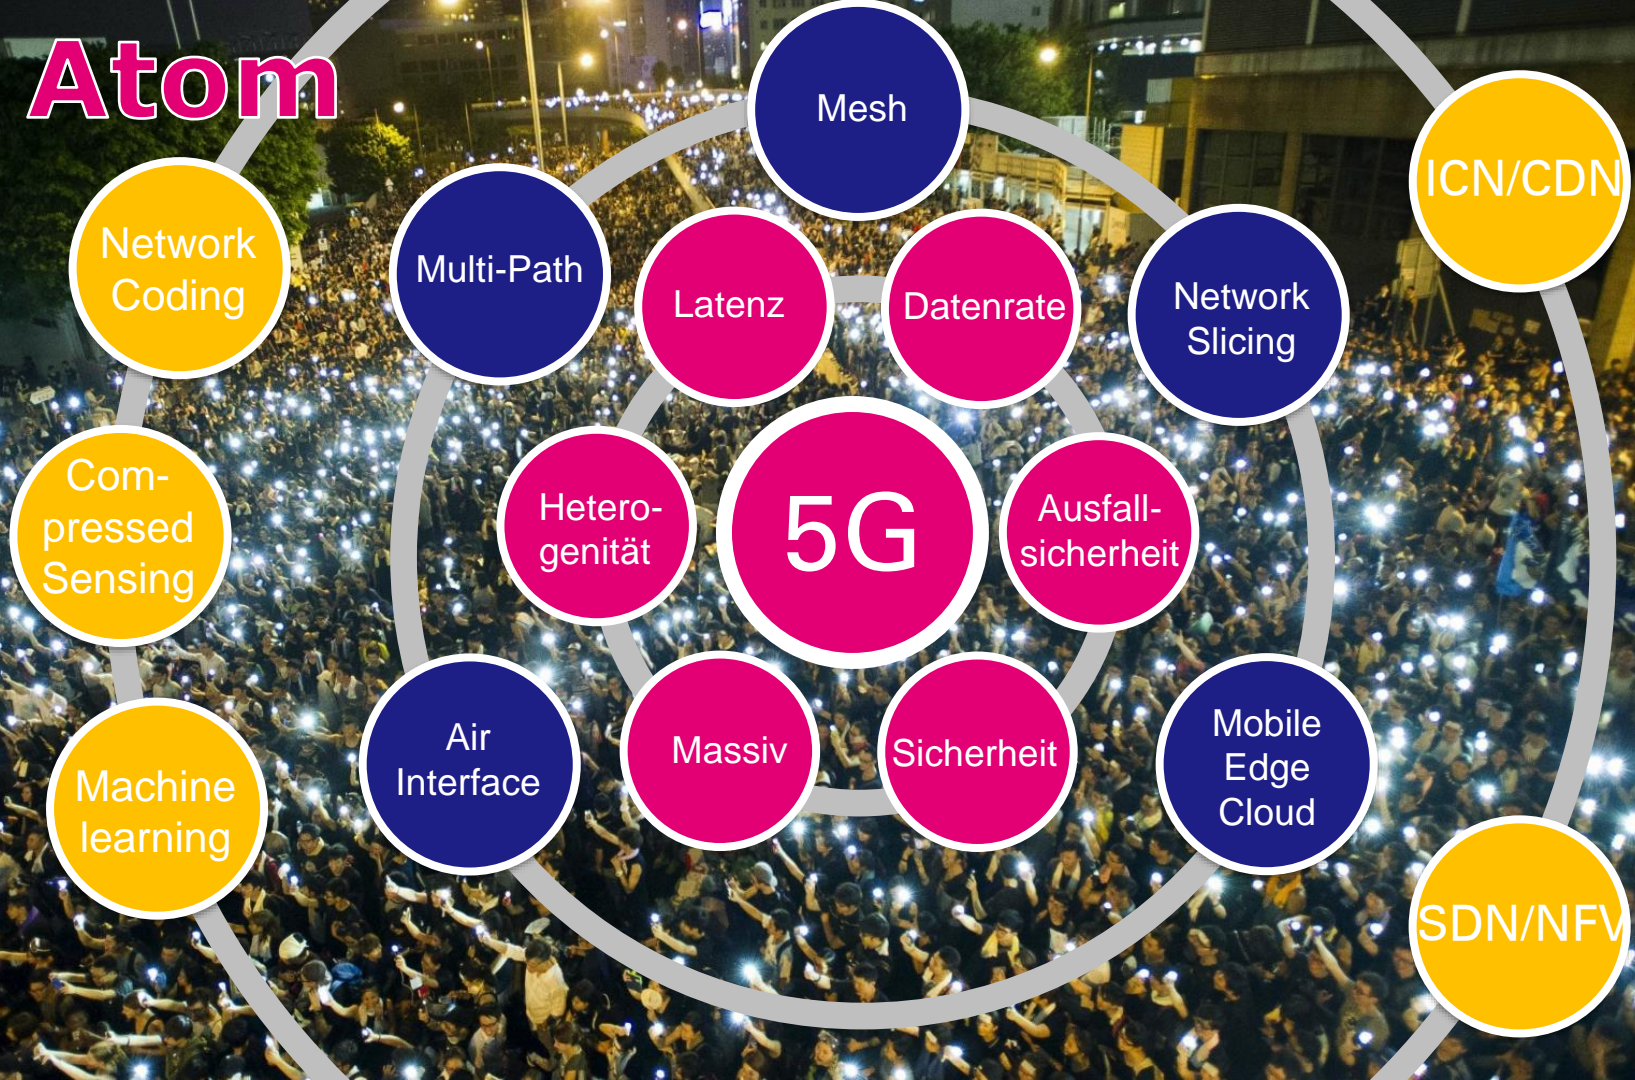 Atom
Mesh
ICN/CDN
Network
Coding
Multi-Path
Latenz
Datenrate
Network
Slicing
Com-
pressed
Sensing
Hetero-
genität
5G
Ausfall-
sicherheit
Machine
learning
Air
Interface
Massiv
Sicherheit
Mobile
Edge
Cloud
SDN/NFV